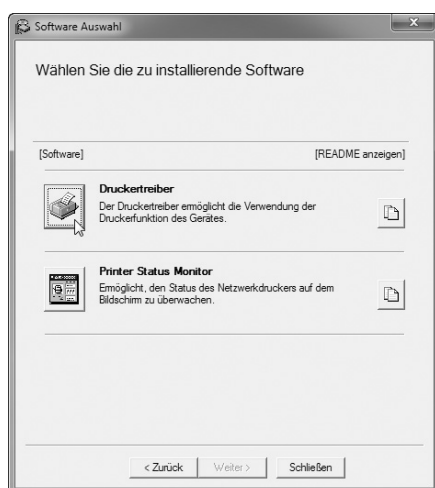 Software Auswahl
Wählen Sie die zu installierende Software
[Software] [README anzeigen]
Druckertreiber
Der Druckertreiber ermöglicht die Verwendung der
Druckerfunktion des Gerätes.
Printer Status Monitor
Ermöglicht, den Status des Netzwerkdruckers auf dem
Bildschirm zu überwachen.
< Zurück Weiter > Schließen